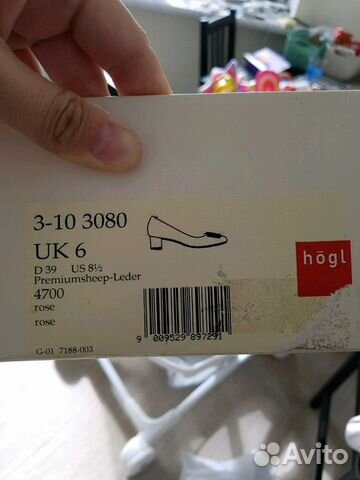 3-10 3080
UK 6
D 39 US 8½
Premiumsheep-Leder
4700
rose
rose
G-01 7188-003
9 009529 897291
högl
Avito